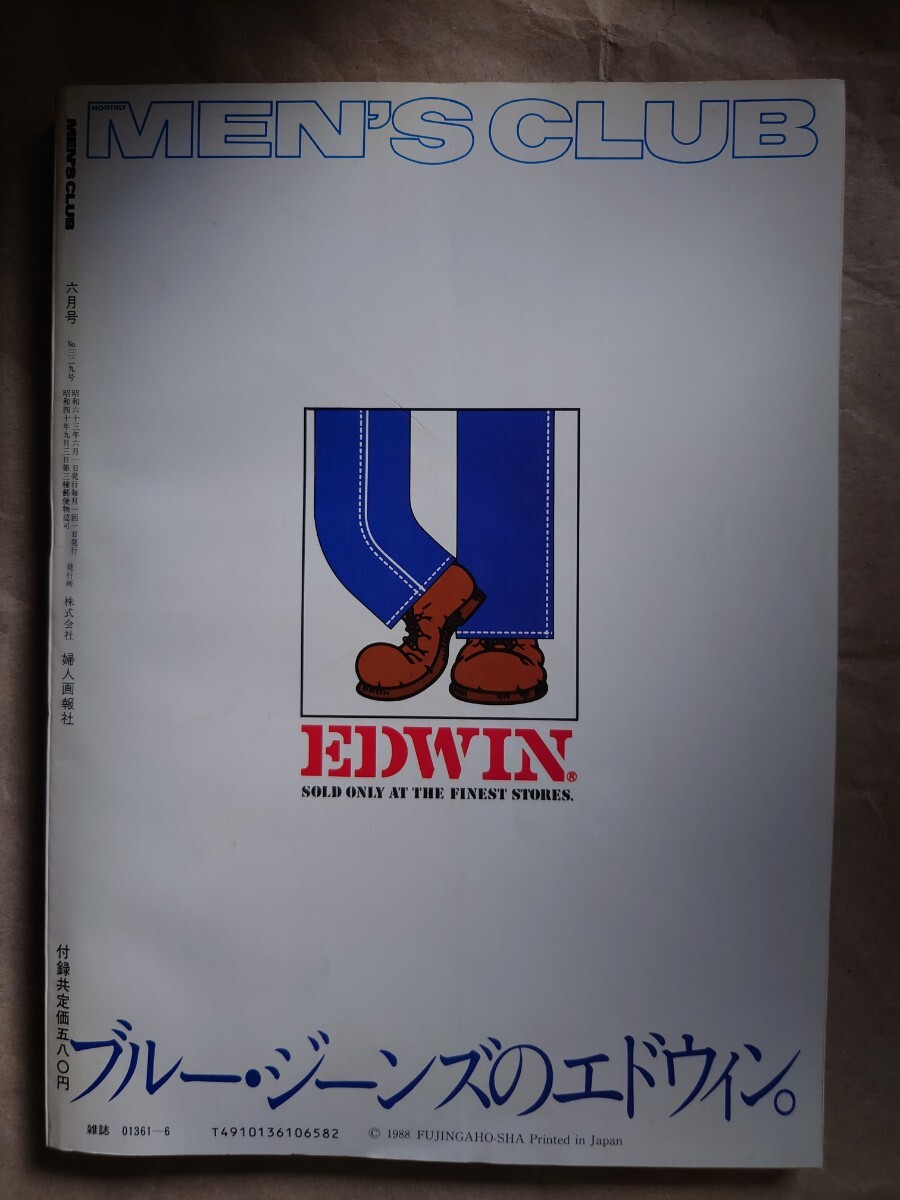 MONTHLY
MEN'S CLUB
MEN'S CLUB
六月号
No.三二九号
昭和六十三年六月一日発行毎月一回一日発行
昭和四十年九月三日第三種郵便物認可
発行所
株式会社 婦人画報社
EDWIN®
SOLD ONLY AT THE FINEST STORES.
付録共定価五八〇円
ブルー・ジーンズのエドウィン。
雑誌 01361-6 T4910136106582 © 1988 FUJINGAHO-SHA Printed in Japan